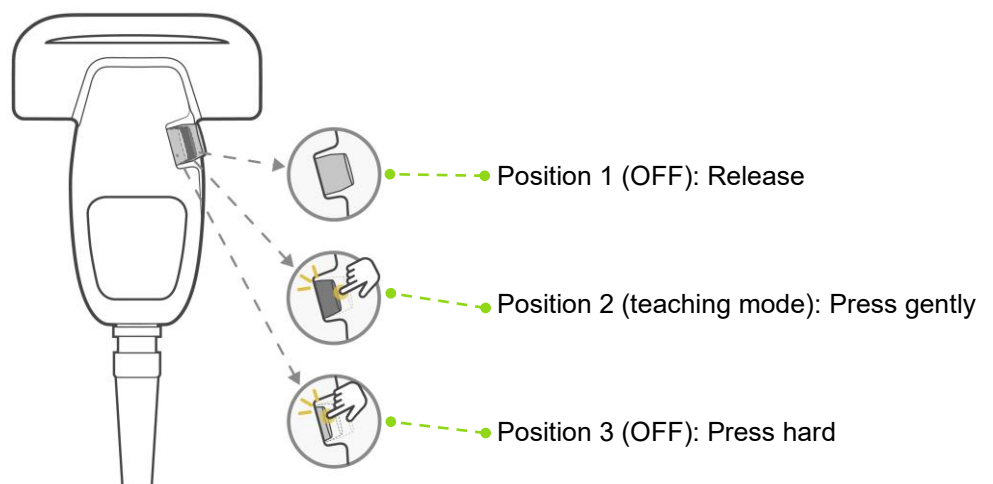 Position 1 (OFF): Release
Position 2 (teaching mode): Press gently
Position 3 (OFF): Press hard